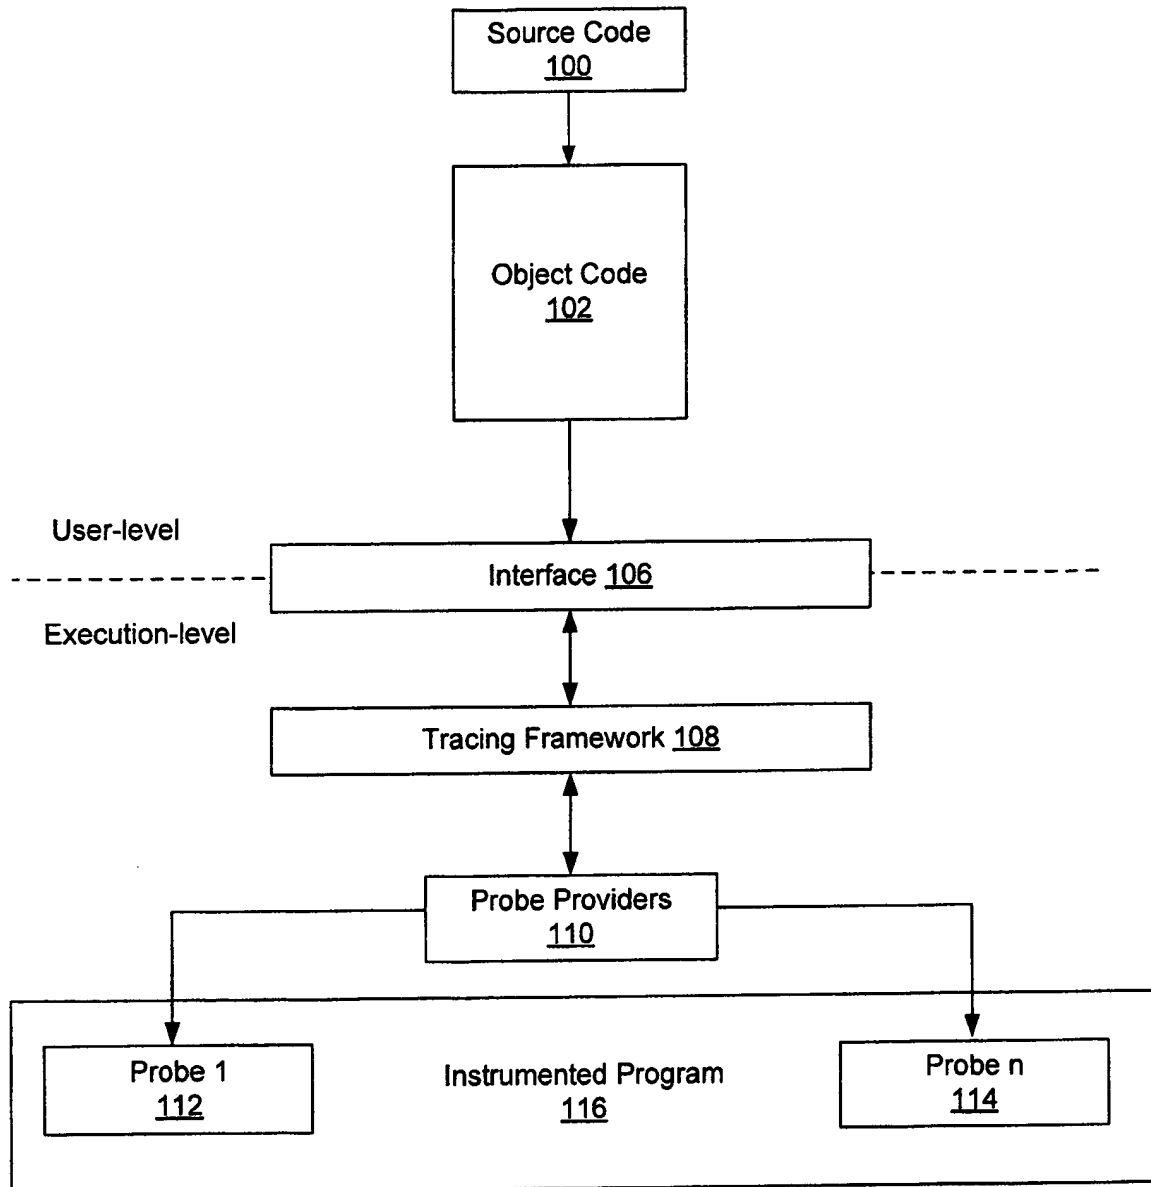 Source Code
100
Object Code
102
User-level
Interface 106
Execution-level
Tracing Framework 108
Probe Providers
110
Probe 1
112
Instrumented Program
116
Probe n
114